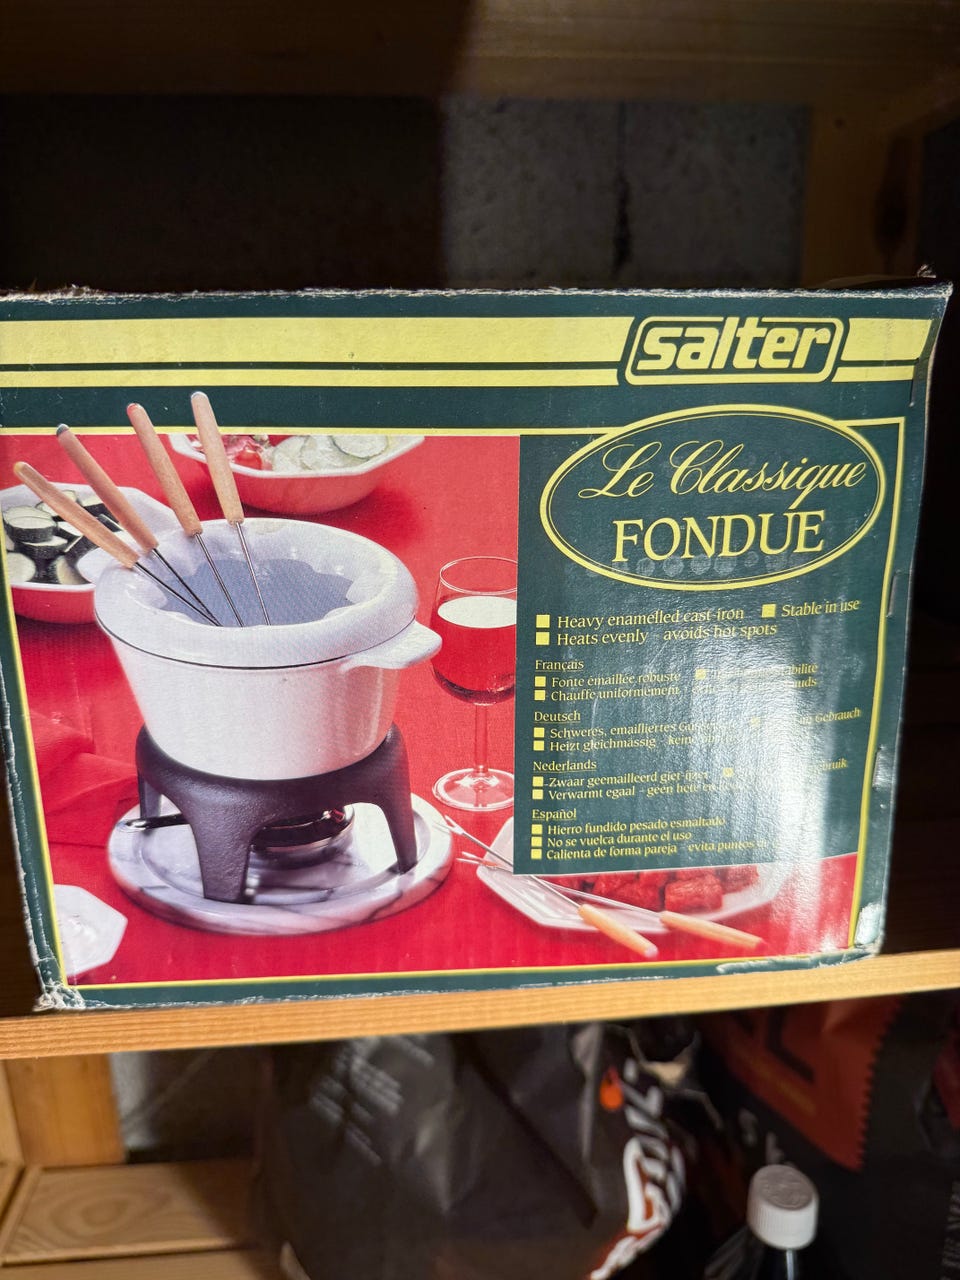 salter
Le Classique
FONDUE
Heavy enamelled cast-iron Stable in use
Heats evenly avoids hot spots
Français
Fonte émaillée robuste
Chauffe uniformément -
Deutsch
Schweres, emailliertes Gebrauch
Heizt gleichmässig - keine
Nederlands
Zwaar geemailleerd giet-ijzer
Verwarmt egaal - geen hete
Español
Hierro fundido pesado esmaltado
No se vuelca durante el uso
Calienta de forma pareja - evita puntos